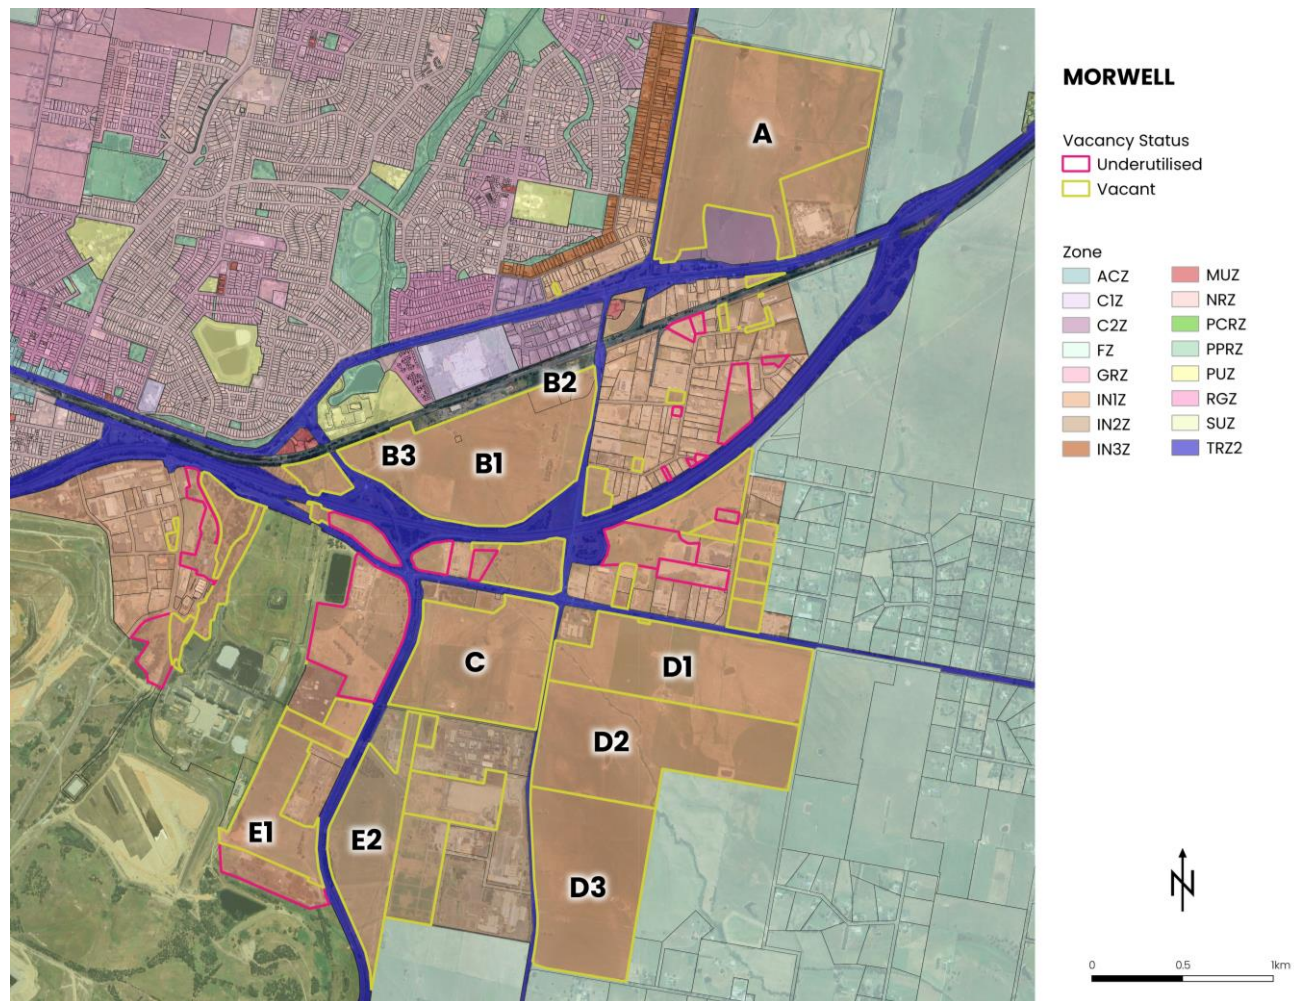 MORWELL
Vacancy Status
Underutilised
Vacant
Zone
ACZ
C1Z
C2Z
FZ
GRZ
IN1Z
IN2Z
IN3Z
MUZ
NRZ
PCRZ
PPRZ
PUZ
RGZ
SUZ
TRZ2
A
B2
B3
B1
C
D1
D2
E1
E2
D3
N
0 0.5 1km